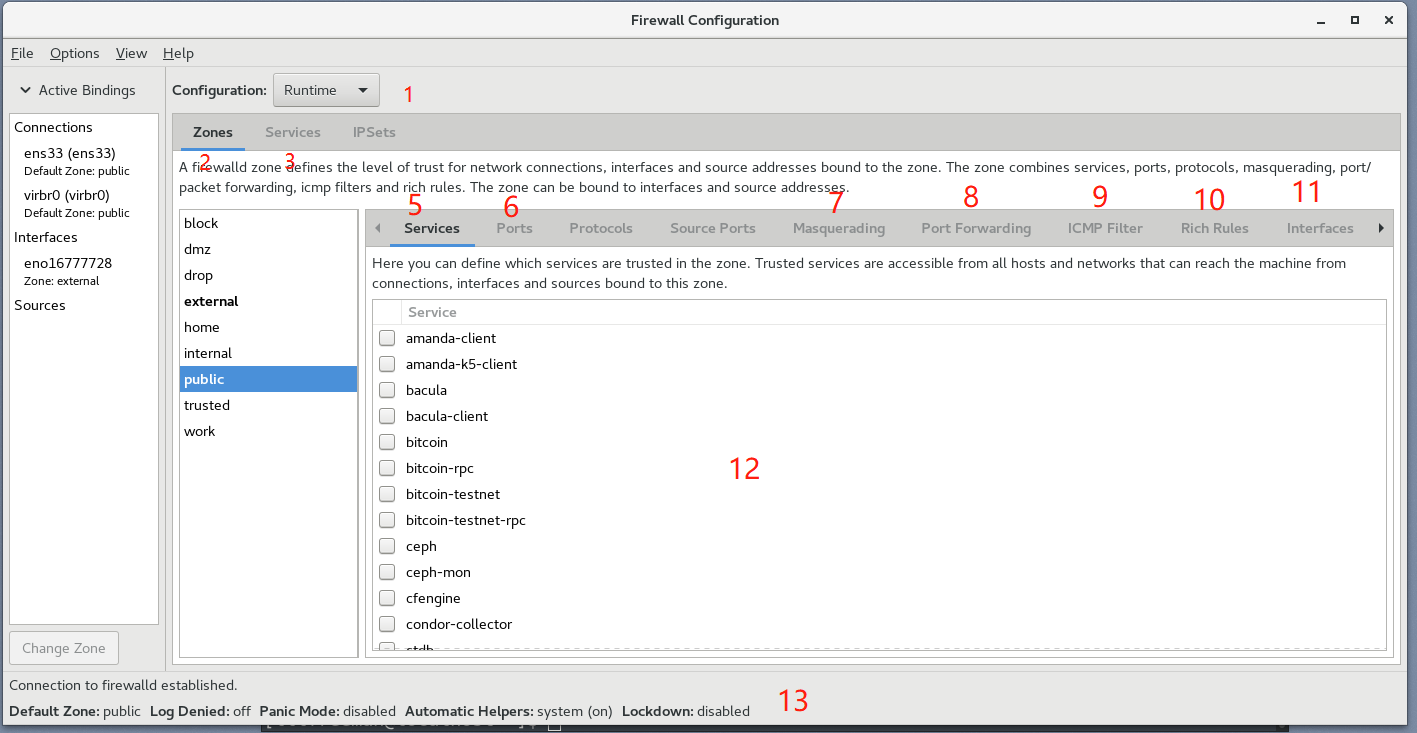 Firewall Configuration
File Options View Help
Active Bindings
Configuration: Runtime 1
Connections
ens33 (ens33)
Default Zone: public
virbr0 (virbr0)
Default Zone: public
Interfaces
eno16777728
Zone: external
Sources
Change Zone
Zones Services IPSets
2 3
A firewalld zone defines the level of trust for network connections, interfaces and source addresses bound to the zone. The zone combines services, ports, protocols, masquerading, port/
packet forwarding, icmp filters and rich rules. The zone can be bound to interfaces and source addresses.
block
dmz
drop
external
home
internal
public
trusted
work
5 6 7 8 9 10 11
Services Ports Protocols Source Ports Masquerading Port Forwarding ICMP Filter Rich Rules Interfaces
Here you can define which services are trusted in the zone. Trusted services are accessible from all hosts and networks that can reach the machine from
connections, interfaces and sources bound to this zone.
Service
amanda-client
amanda-k5-client
bacula
bacula-client
bitcoin
bitcoin-rpc
12
bitcoin-testnet
bitcoin-testnet-rpc
ceph
ceph-mon
cfengine
condor-collector
ctdb
Connection to firewalld established.
13
Default Zone: public Log Denied: off Panic Mode: disabled Automatic Helpers: system (on) Lockdown: disabled